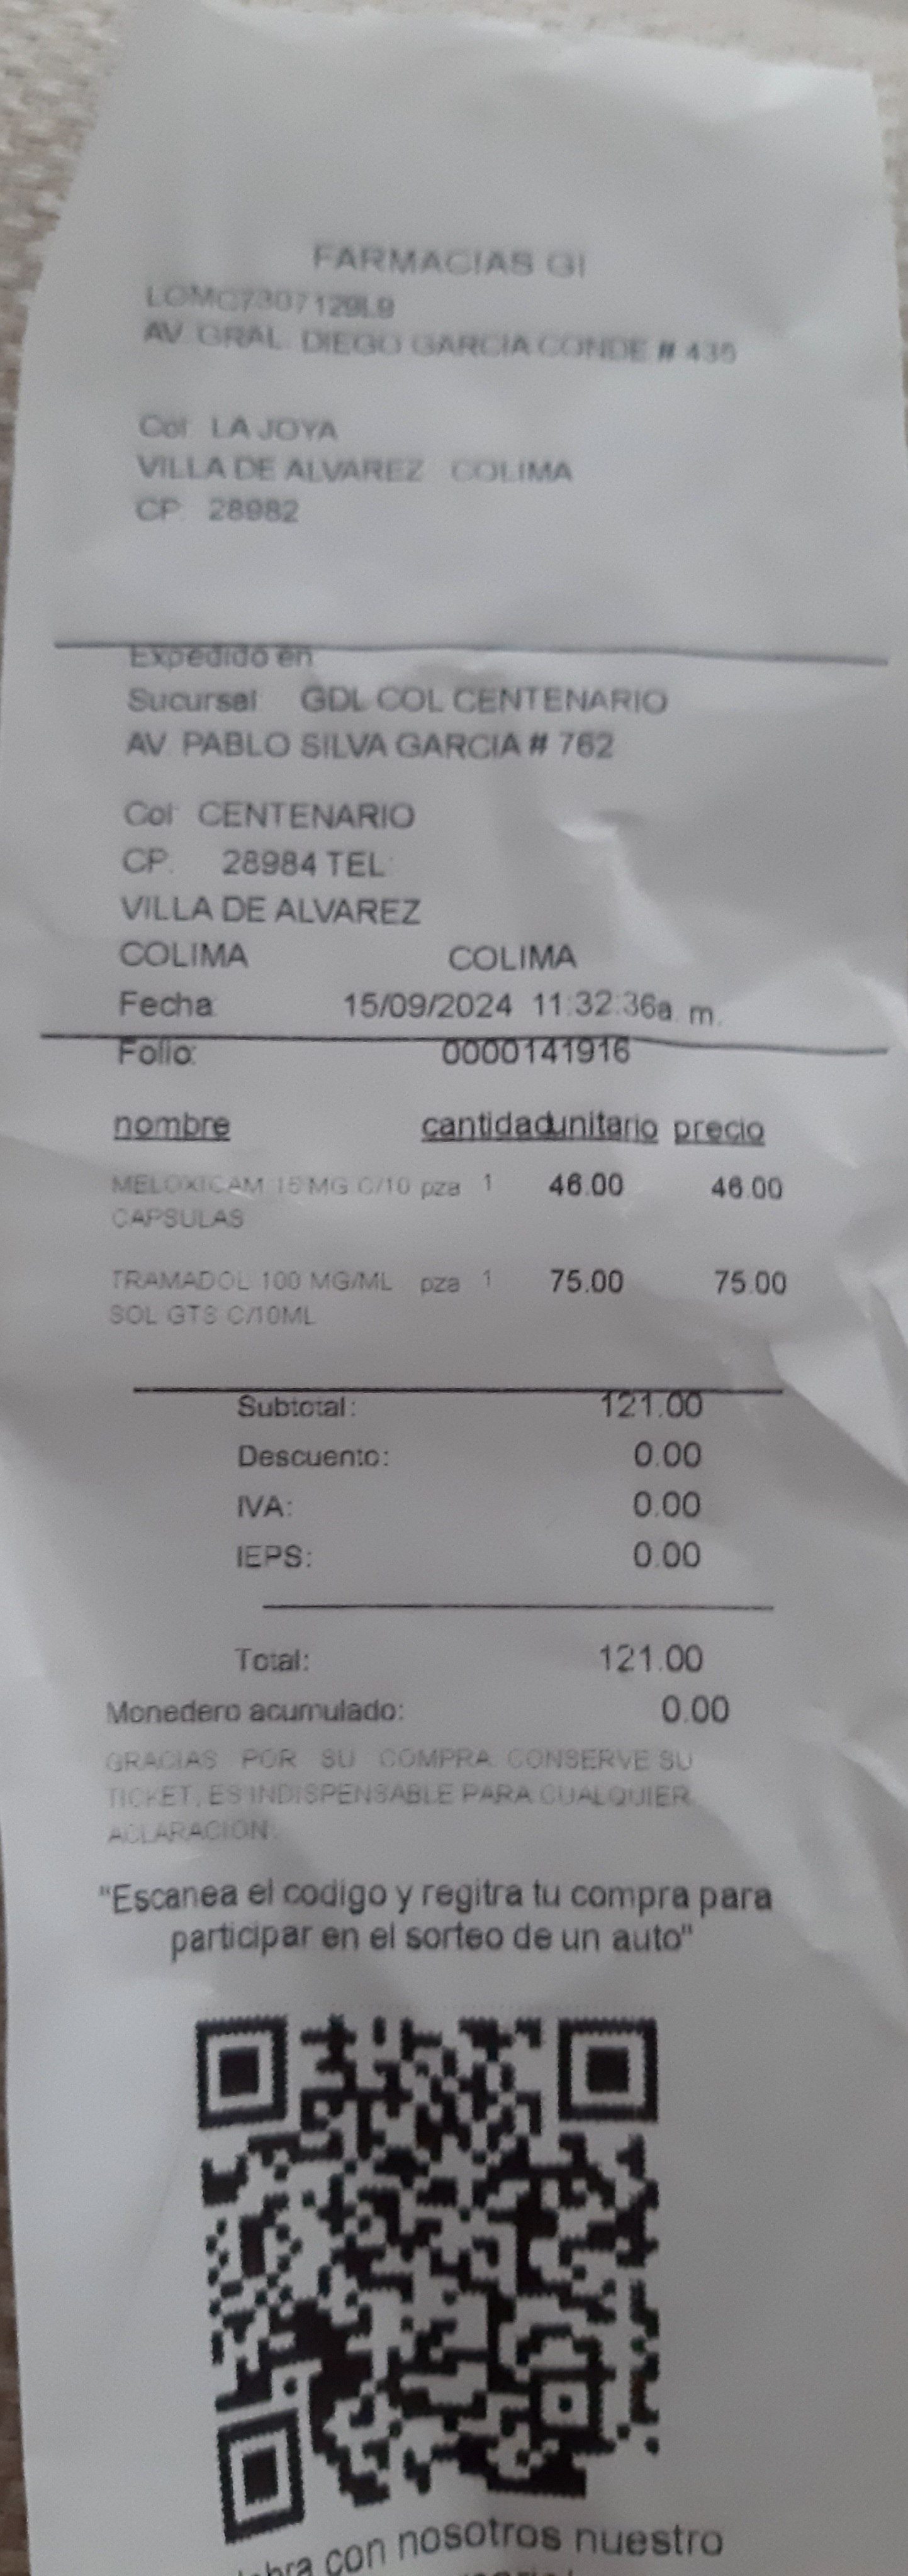 FARMACIAS GI
LOMC7307129L9
AV. GRAL. DIEGO GARCIA CONDE # 435
Col: LA JOYA
VILLA DE ALVAREZ COLIMA
CP. 28982
Expedido en
Sucursal GDL COL CENTENARIO
AV. PABLO SILVA GARCIA # 762
Col: CENTENARIO
CP. 28984 TEL:
VILLA DE ALVAREZ
COLIMA COLIMA
Fecha: 15/09/2024 11:32:36a. m.
Folio: 0000141916
nombre cantidad unitario precio
MELOXICAM 15 MG C/10 pza 1 46.00 46.00
CAPSULAS
TRAMADOL 100 MG/ML pza 1 75.00 75.00
SOL GTS C/10ML
Subtotal: 121.00
Descuento: 0.00
IVA: 0.00
IEPS: 0.00
Total: 121.00
Monedero acumulado: 0.00
GRACIAS POR SU COMPRA. CONSERVE SU
TICKET, ES INDISPENSABLE PARA CUALQUIER
ACLARACION.
"Escanea el codigo y regitra tu compra para
participar en el sorteo de un auto"
con nosotros nuestro